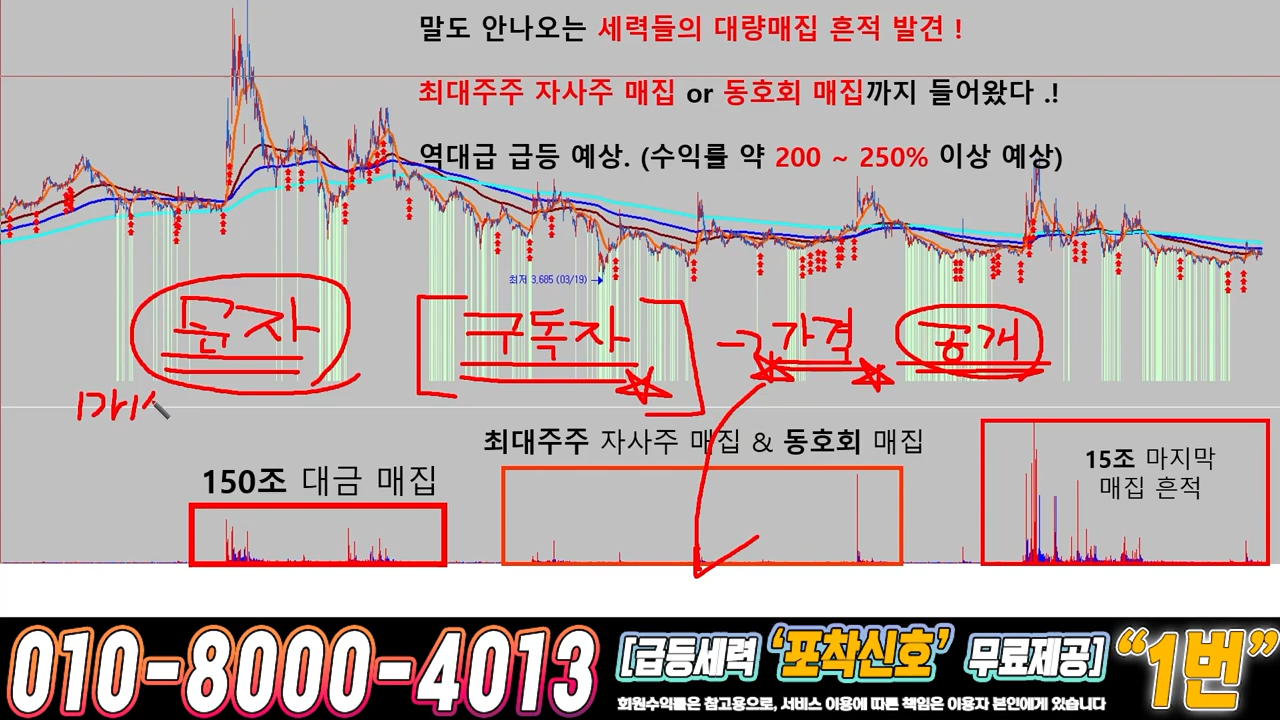 말도 안나오는 세력들의 대량매집 흔적 발견 !
최대주주 자사주 매집 or 동호회 매집까지 들어왔다 .!
역대급 급등 예상. (수익률 약 200 ~ 250% 이상 예상)
최저 3,685 (03/19)
문자
구독자
가격
공개
최대주주 자사주 매집 & 동호회 매집
150조 대금 매집
15조 마지막
매집 흔적
010-8000-4013
[급등세력 '포착신호' 무료제공] "1번"
회원수익률은 참고용으로, 서비스 이용에 따른 책임은 이용자 본인에게 있습니다